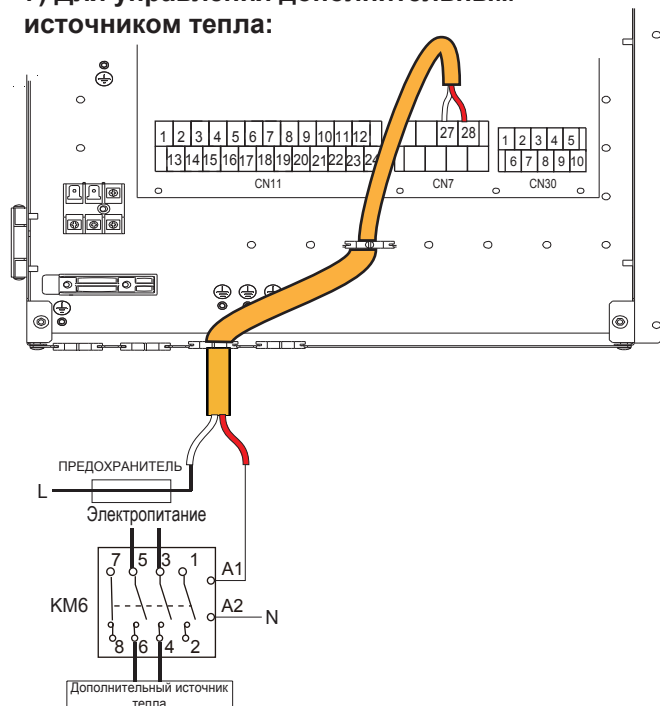 источником тепла:
1 2 3 4 5 6 7 8 9 10 11 12
13 14 15 16 17 18 19 20 21 22 23 24
CN11
27 28
CN7
1 2 3 4 5
6 7 8 9 10
CN30
ПРЕДОХРАНИТЕЛЬ
L
Электропитание
7 5 3 1
A1
KM6
A2
N
8 6 4 2
Дополнительный источник
тепла